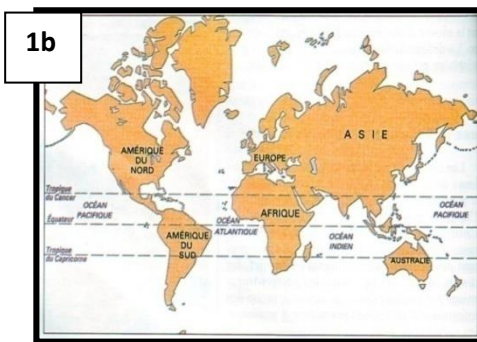 1b
AMÉRIQUE
DU
NORD
EUROPE
ASIE
Tropique
du Cancer
OCÉAN
PACIFIQUE
OCÉAN
PACIFIQUE
Équateur
OCÉAN
ATLANTIQUE
AFRIQUE
AMÉRIQUE
DU
SUD
OCÉAN
INDIEN
Tropique
du Capricorne
AUSTRALIE